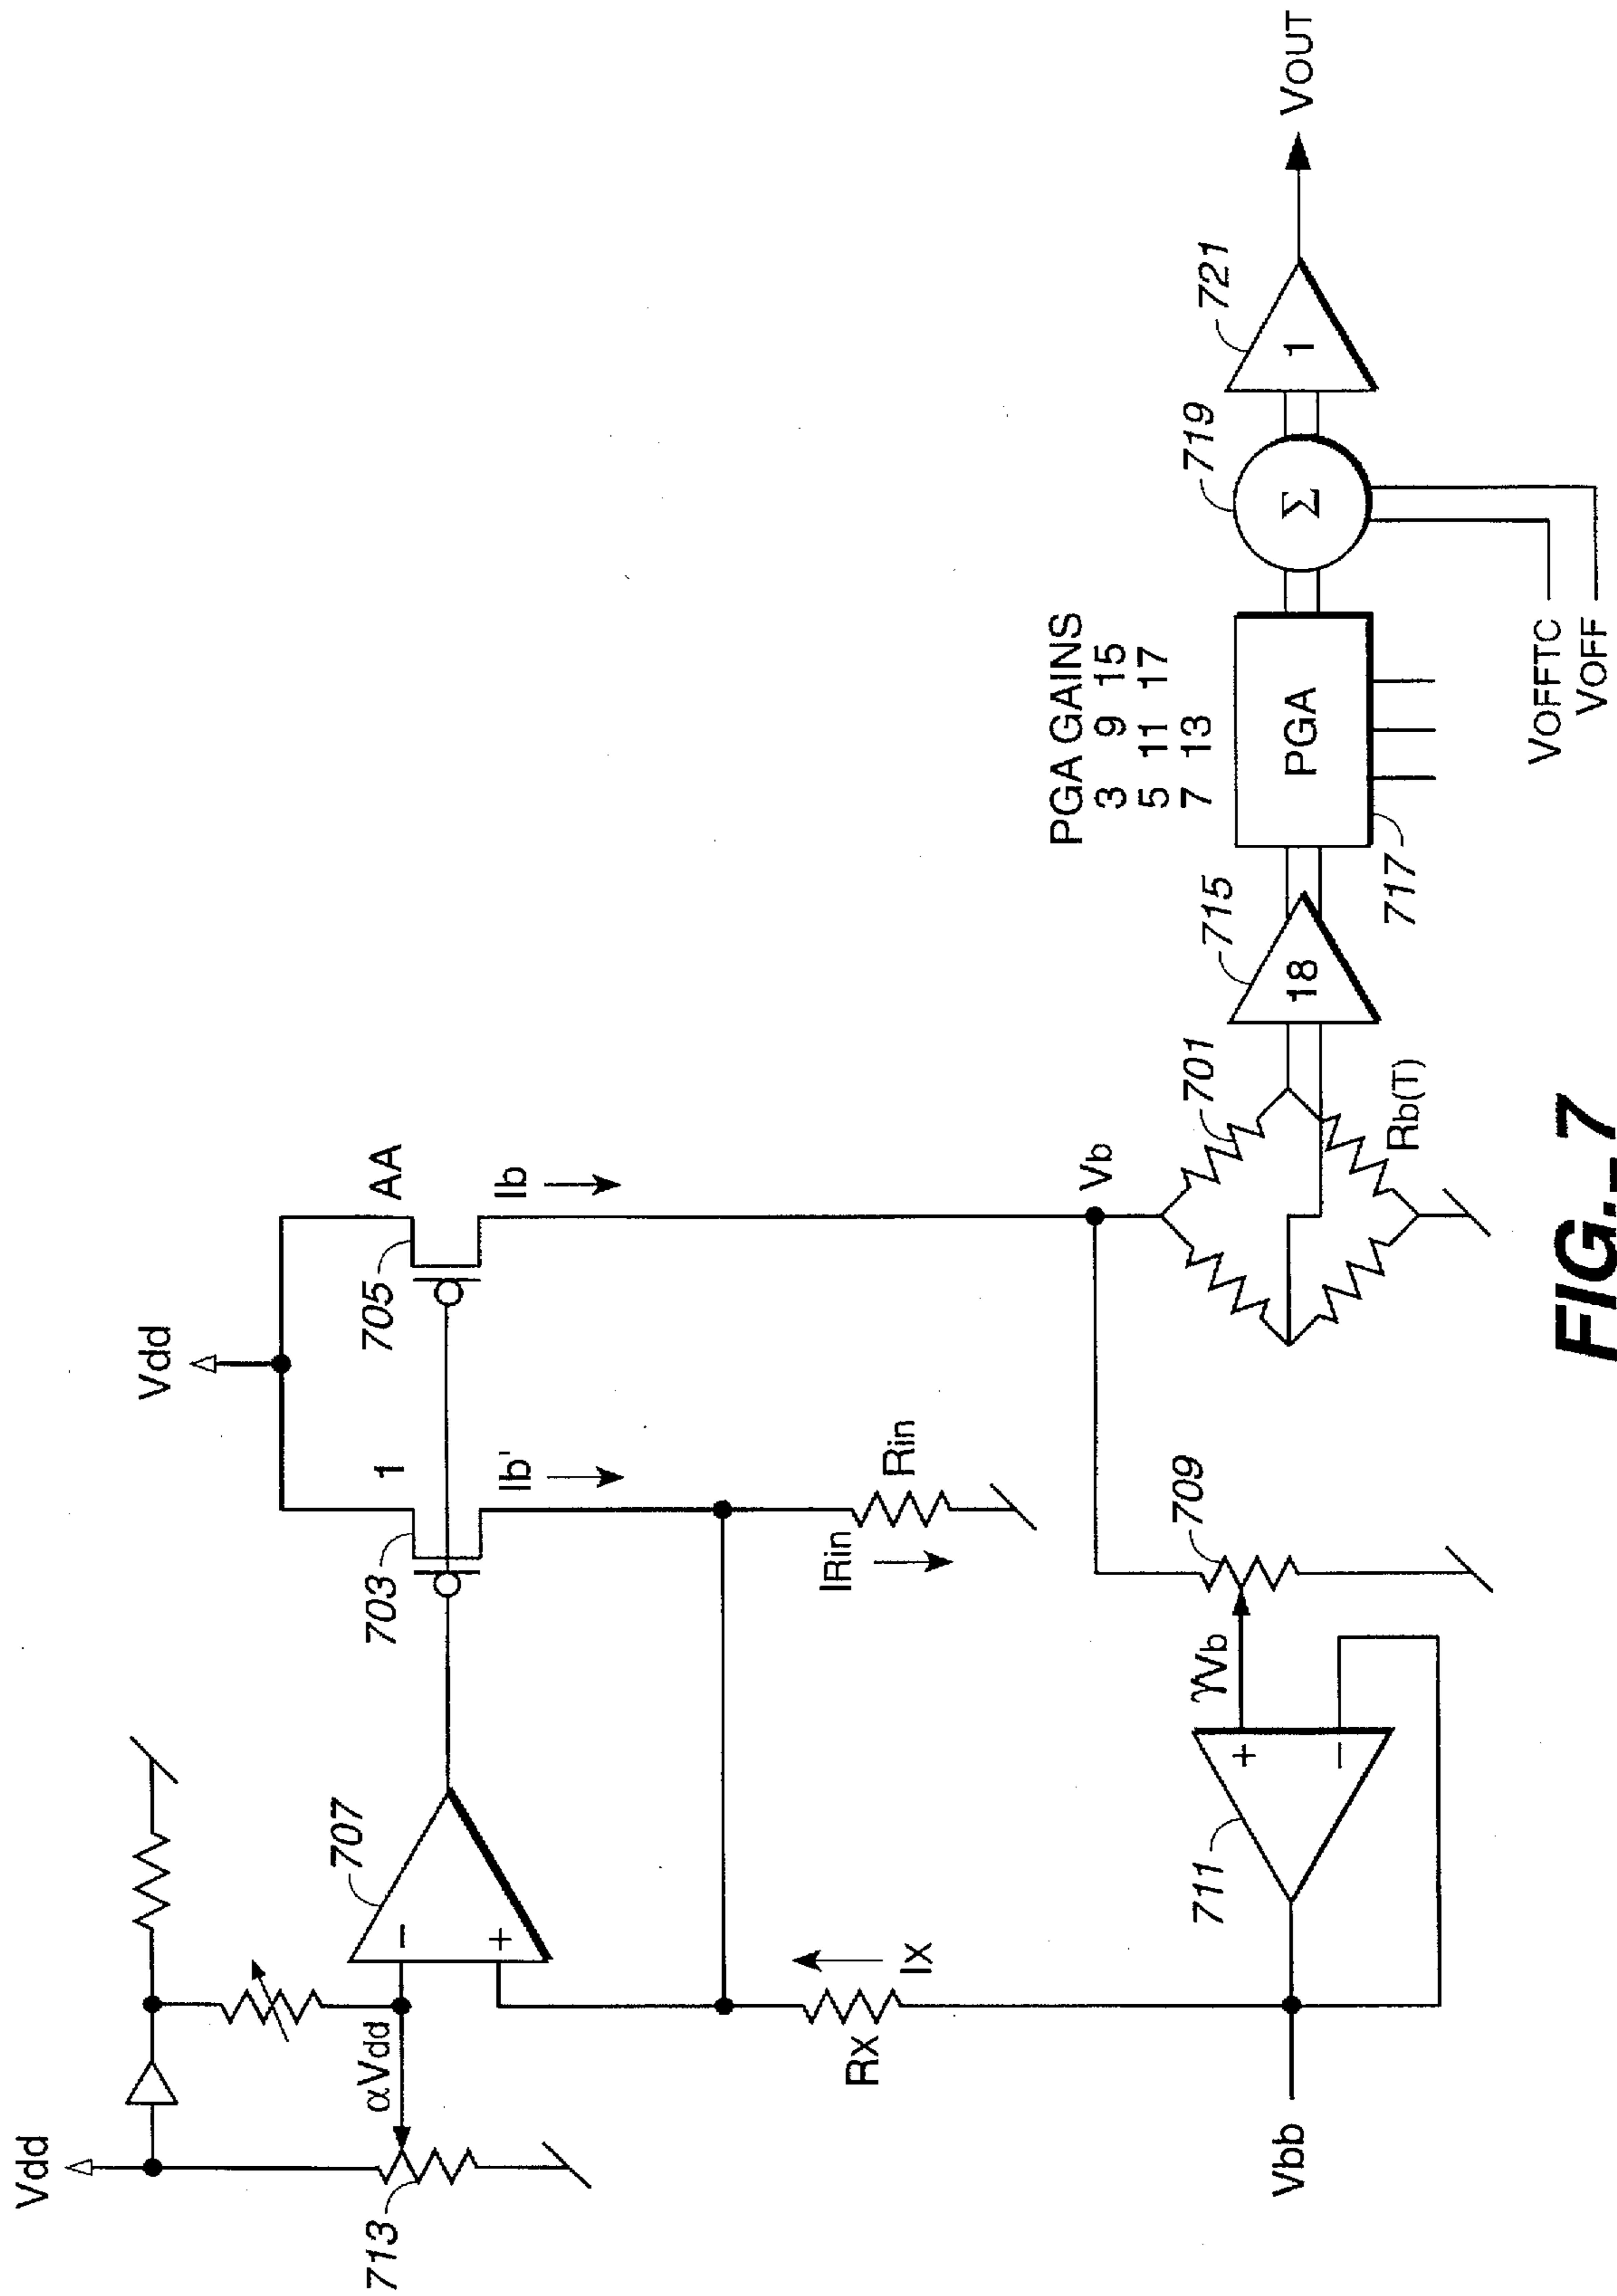 Vdd
713
αVdd
707
−
+
Vdd
1
703
Ib'
AA
705
Ib
IRin
Rin
Rx
Ix
Vbb
711
+
−
γVb
709
Vb
701
Rb(T)
715
18
PGA GAINS
3 9 15
5 11 17
7 13
PGA
717
719
Σ
VOFFTC
VOFF
721
1
VOUT
FIG._7